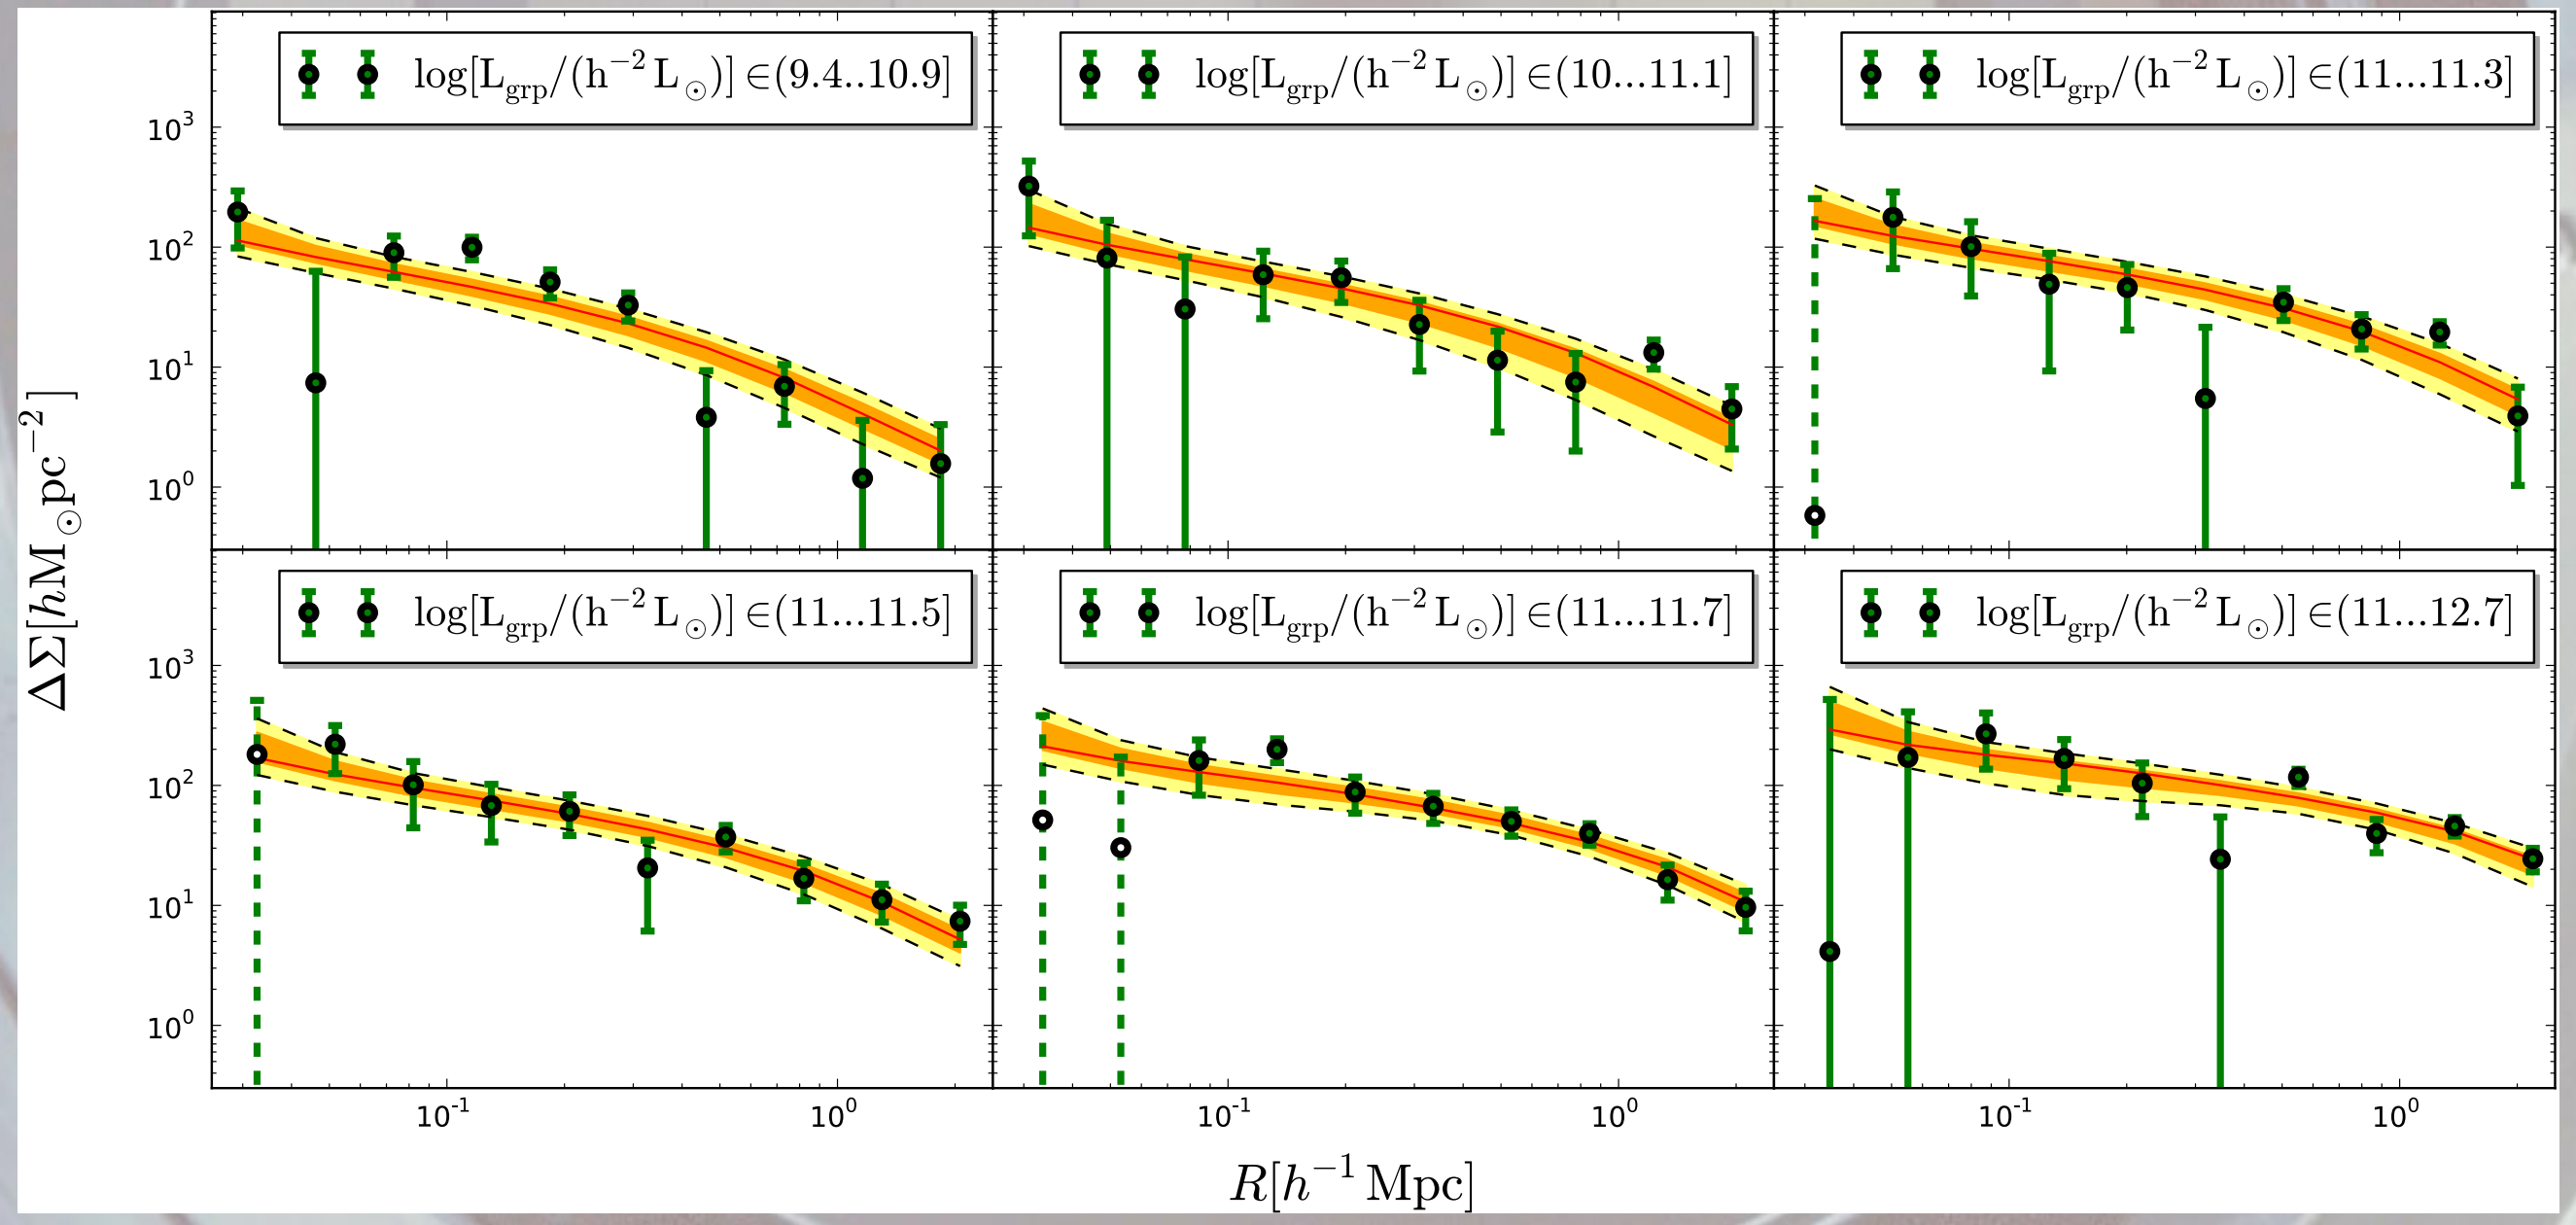 log[L_grp/(h^−2 L_⊙)] ∈(9.4..10.9]
log[L_grp/(h^−2 L_⊙)] ∈(10...11.1]
log[L_grp/(h^−2 L_⊙)] ∈(11...11.3]
10^3
10^2
10^1
10^0
log[L_grp/(h^−2 L_⊙)] ∈(11...11.5]
log[L_grp/(h^−2 L_⊙)] ∈(11...11.7]
log[L_grp/(h^−2 L_⊙)] ∈(11...12.7]
10^3
10^2
10^1
10^0
ΔΣ[hM_⊙pc^−2]
10^-1
10^0
10^-1
10^0
10^-1
10^0
R[h^−1 Mpc]